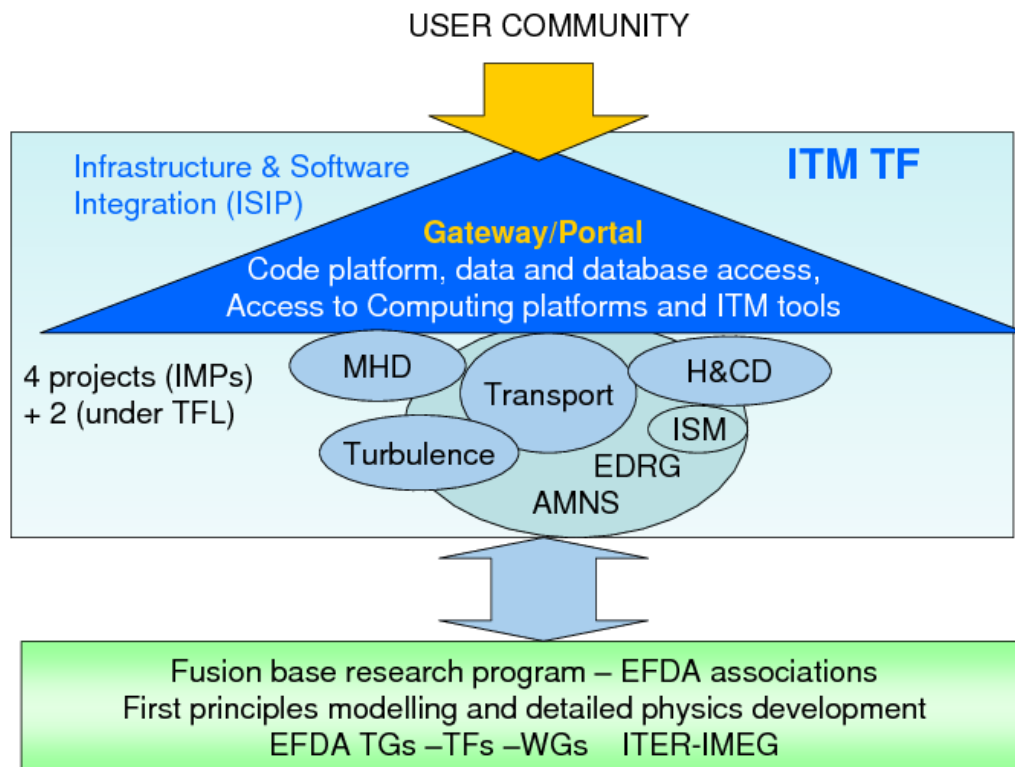 USER COMMUNITY
Infrastructure & Software
Integration (ISIP)
ITM TF
Gateway/Portal
Code platform, data and database access,
Access to Computing platforms and ITM tools
4 projects (IMPs)
+ 2 (under TFL)
MHD
Transport
H&CD
ISM
Turbulence
EDRG
AMNS
Fusion base research program – EFDA associations
First principles modelling and detailed physics development
EFDA TGs –TFs –WGs ITER-IMEG